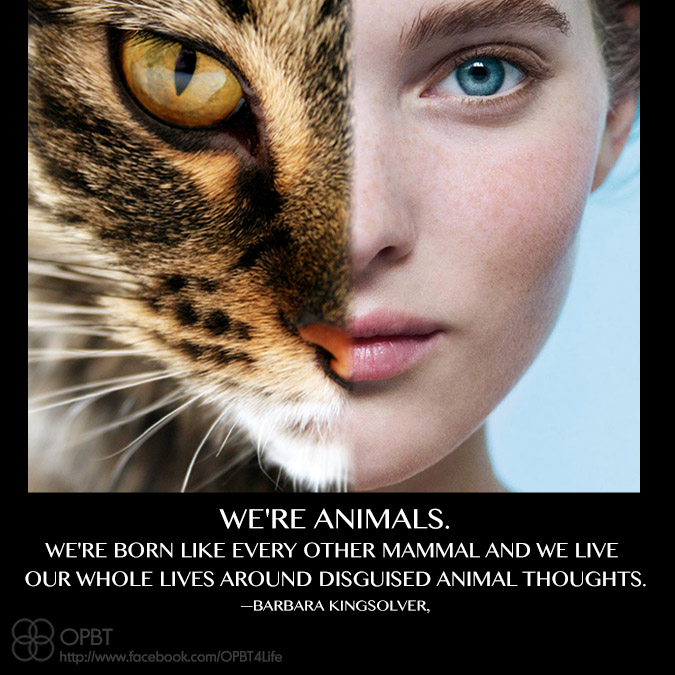 WE'RE ANIMALS.
WE'RE BORN LIKE EVERY OTHER MAMMAL AND WE LIVE
OUR WHOLE LIVES AROUND DISGUISED ANIMAL THOUGHTS.
—BARBARA KINGSOLVER,
OPBT
http://www.facebook.com/OPBT4Life